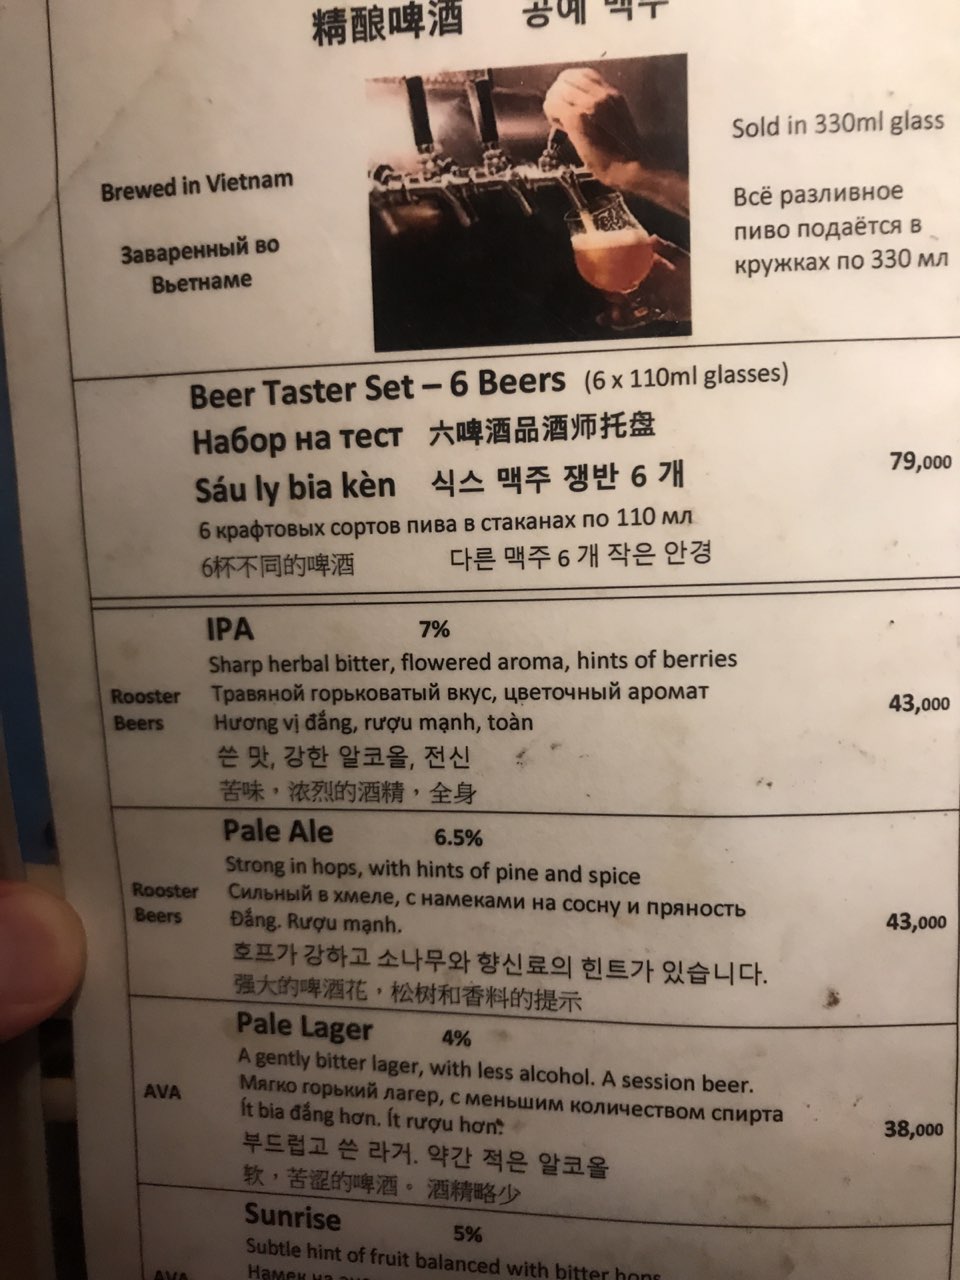 精酿啤酒 공예 맥주
Brewed in Vietnam
Заваренный во
Вьетнаме
Sold in 330ml glass
Всё разливное
пиво подаётся в
кружках по 330 мл
Beer Taster Set – 6 Beers (6 x 110ml glasses)
Набор на тест 六啤酒品酒师托盘
Sáu ly bia kèn 식스 맥주 쟁반 6 개
79,000
6 крафтовых сортов пива в стаканах по 110 мл
6杯不同的啤酒 다른 맥주 6 개 작은 안경
IPA 7%
Sharp herbal bitter, flowered aroma, hints of berries
Rooster
Beers
Травяной горьковатый вкус, цветочный аромат
43,000
Hương vị đắng, rượu mạnh, toàn
쓴 맛, 강한 알코올, 전신
苦味，浓烈的酒精，全身
Pale Ale 6.5%
Strong in hops, with hints of pine and spice
Rooster
Beers
Сильный в хмеле, с намеками на сосну и пряность
43,000
Đắng. Rượu mạnh.
호프가 강하고 소나무와 향신료의 힌트가 있습니다.
强大的啤酒花，松树和香料的提示
Pale Lager 4%
A gently bitter lager, with less alcohol. A session beer.
AVA
Мягко горький лагер, с меньшим количеством спирта
38,000
Ít bia đắng hơn. Ít rượu hơn.
부드럽고 쓴 라거. 약간 적은 알코올
软，苦涩的啤酒。酒精略少
Sunrise 5%
Subtle hint of fruit balanced with bitter hops
AVA
Намек на